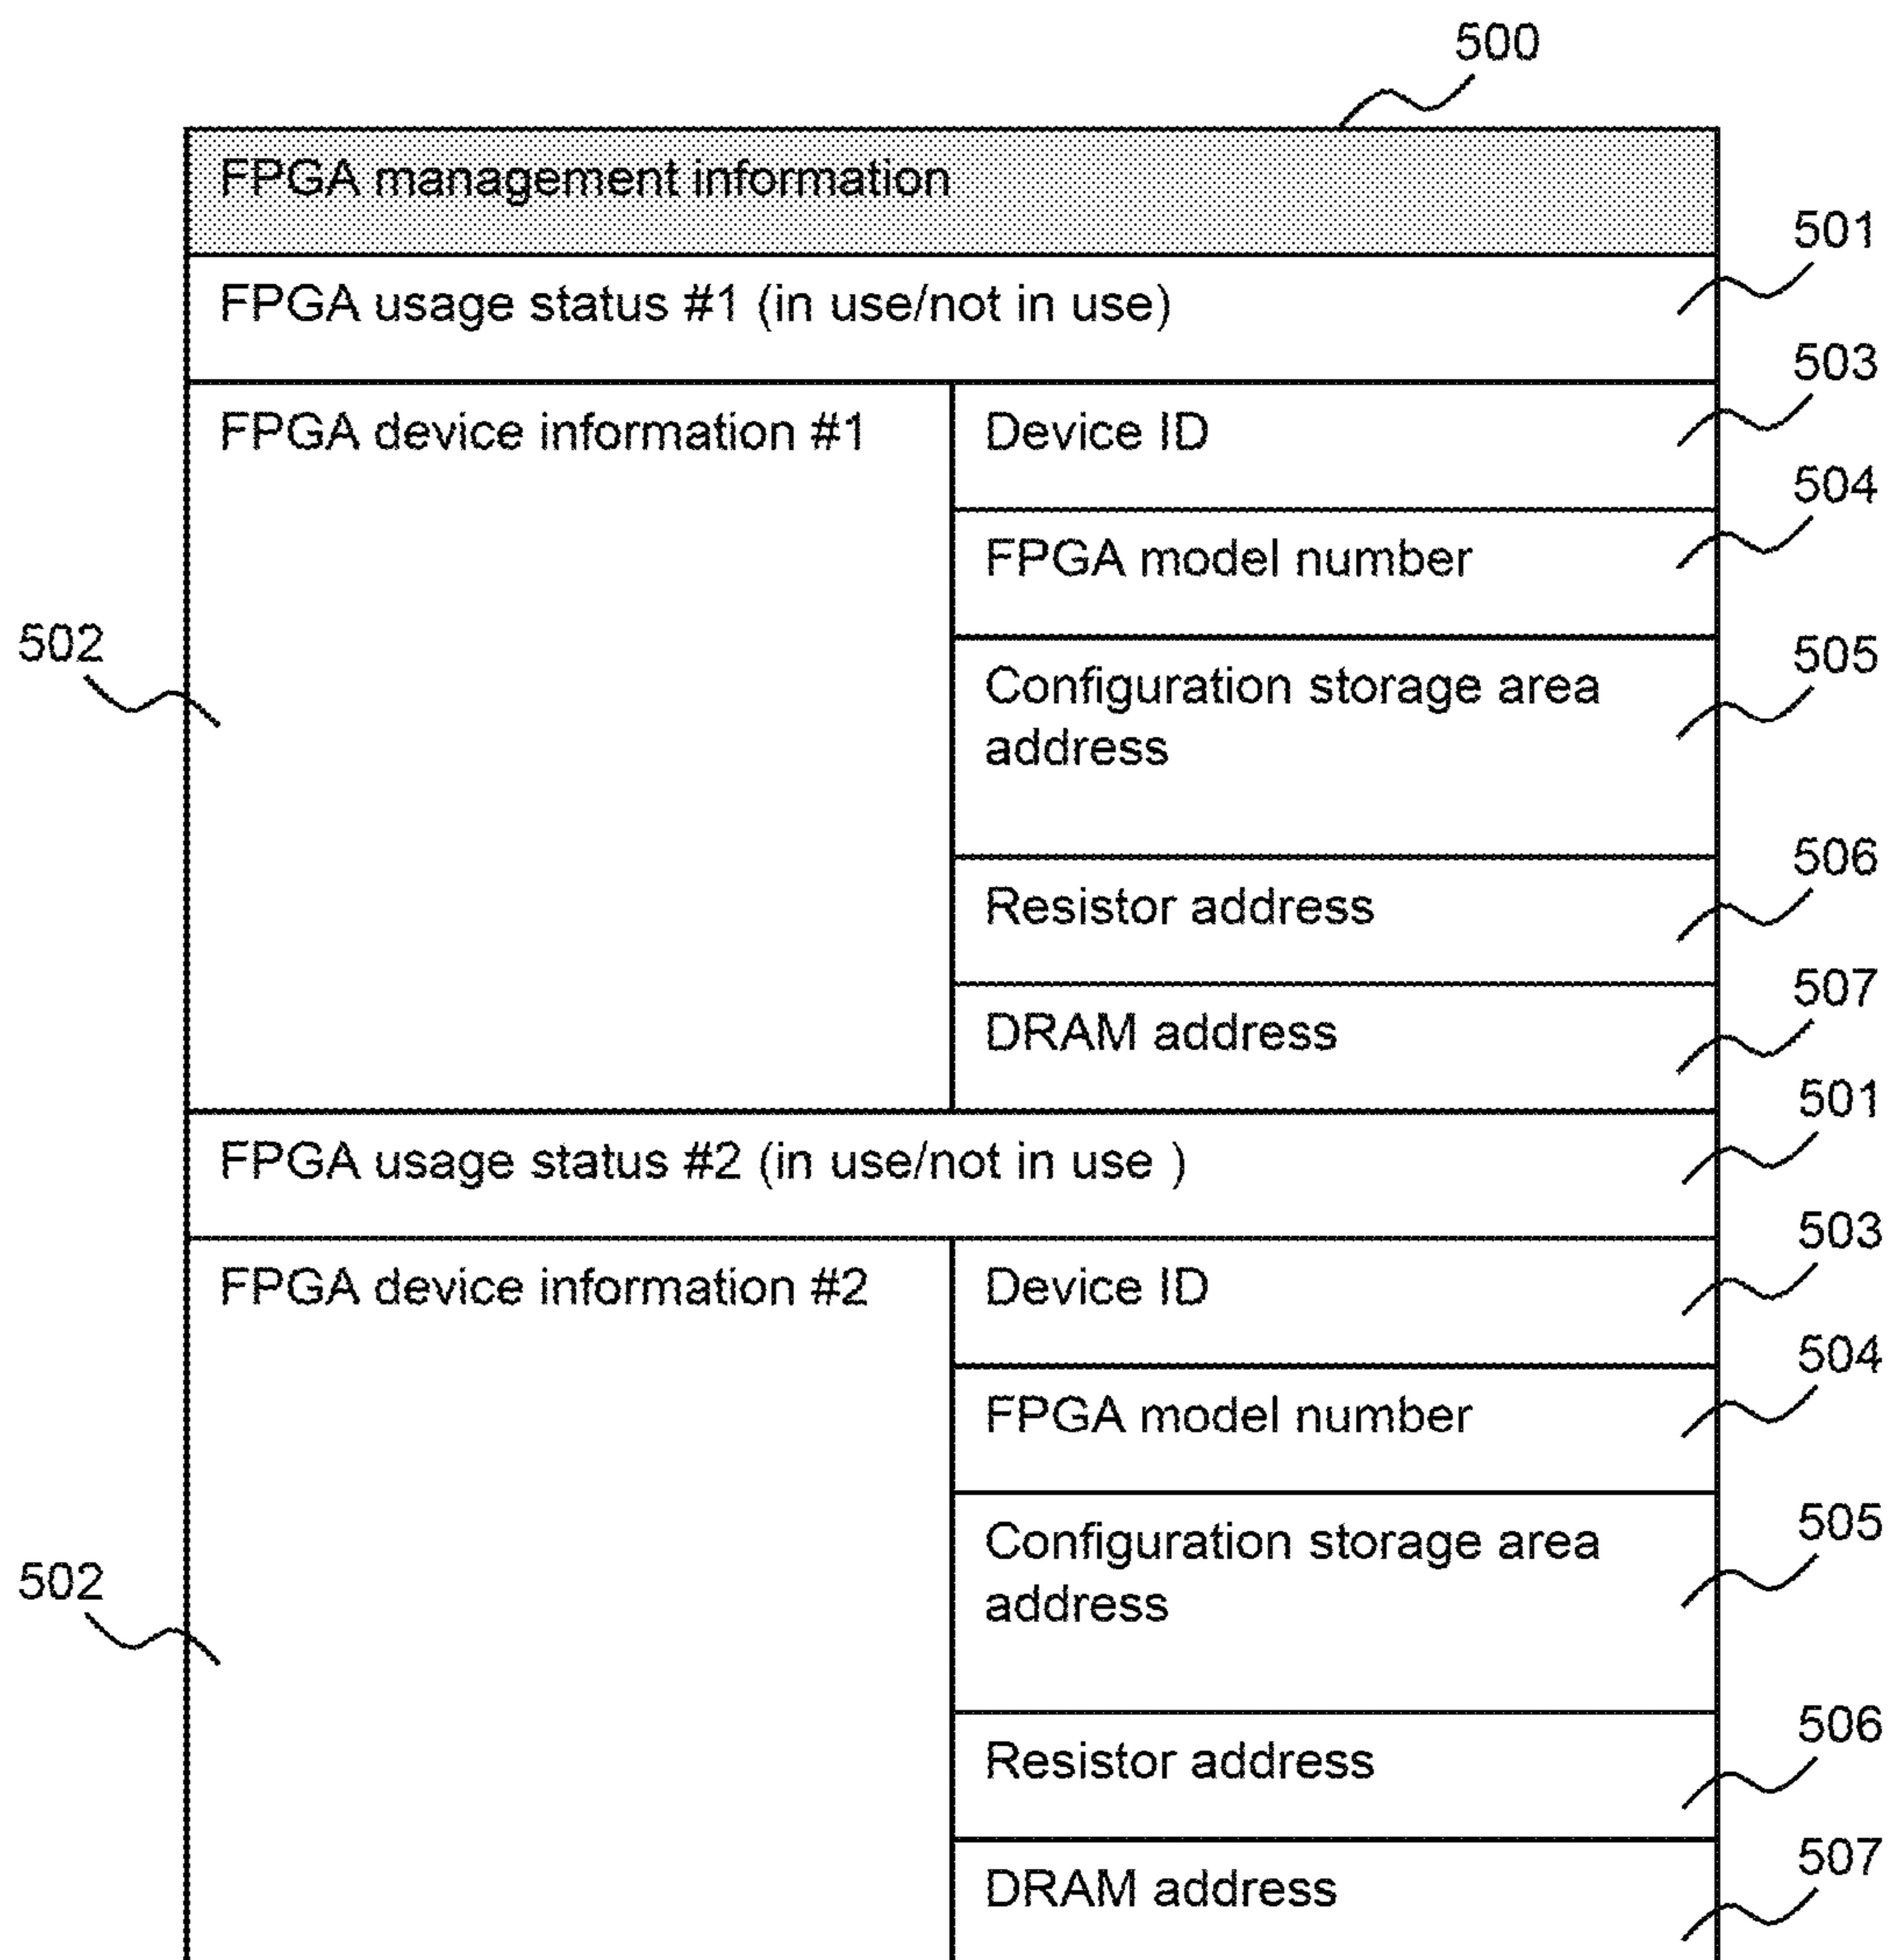 500
FPGA management information
501
FPGA usage status #1 (in use/not in use)
503
FPGA device information #1
Device ID
504
FPGA model number
502
505
Configuration storage area
address
506
Resistor address
507
DRAM address
501
FPGA usage status #2 (in use/not in use )
503
FPGA device information #2
Device ID
504
FPGA model number
505
Configuration storage area
address
502
506
Resistor address
507
DRAM address